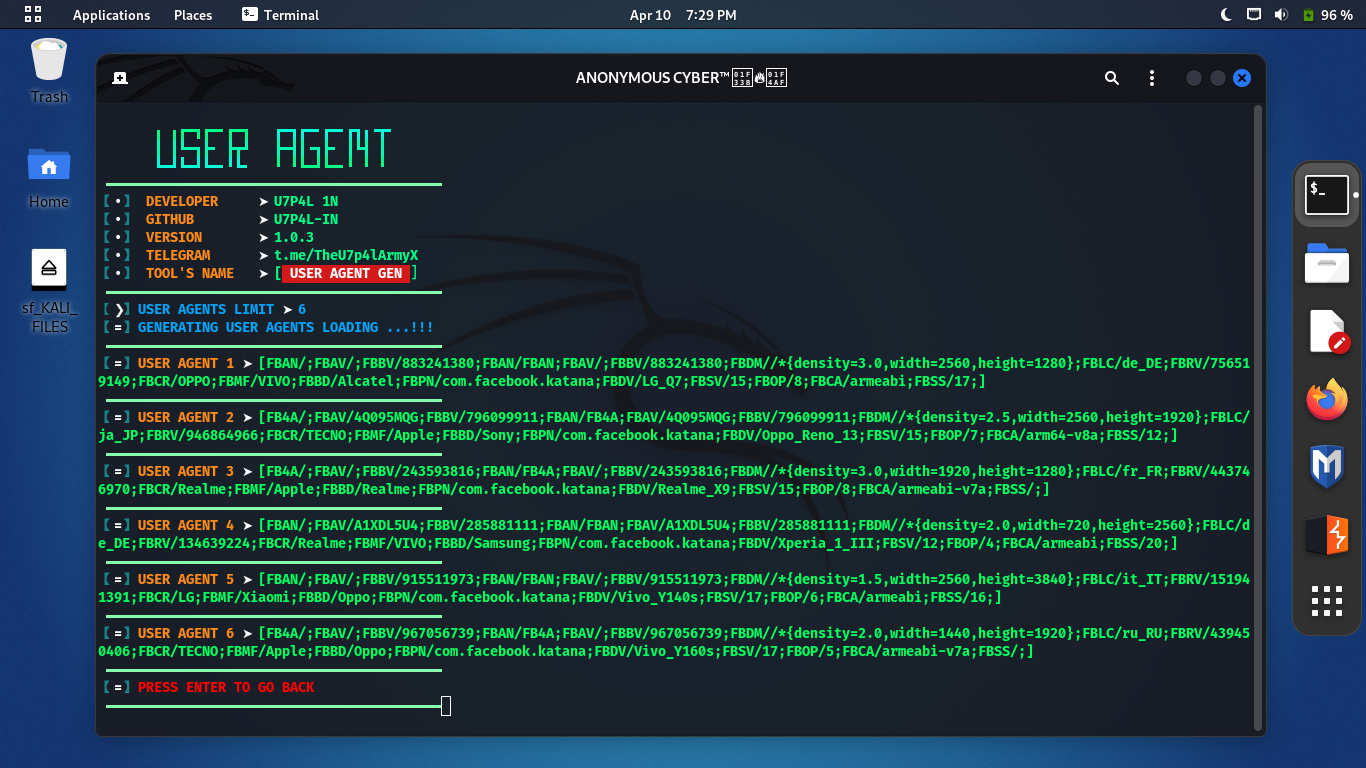 Applications Places Terminal Apr 10 7:29 PM 96 %
Trash
Home
sf_KALI_
FILES
ANONYMOUS CYBER™
USER AGENT
[•] DEVELOPER ➤ U7P4L 1N
[•] GITHUB ➤ U7P4L-IN
[•] VERSION ➤ 1.0.3
[•] TELEGRAM ➤ t.me/TheU7p4lArmyX
[•] TOOL'S NAME ➤ [ USER AGENT GEN ]
[❯] USER AGENTS LIMIT ➤ 6
[=] GENERATING USER AGENTS LOADING ...!!!
[=] USER AGENT 1 ➤ [FBAN/;FBAV/;FBBV/883241380;FBAN/FBAN;FBAV/;FBBV/883241380;FBDM//*{density=3.0,width=2560,height=1280};FBLC/de_DE;FBRV/75651
9149;FBCR/OPPO;FBMF/VIVO;FBBD/Alcatel;FBPN/com.facebook.katana;FBDV/LG_Q7;FBSV/15;FBOP/8;FBCA/armeabi;FBSS/17;]
[=] USER AGENT 2 ➤ [FB4A/;FBAV/4Q095MQG;FBBV/796099911;FBAN/FB4A;FBAV/4Q095MQG;FBBV/796099911;FBDM//*{density=2.5,width=2560,height=1920};FBLC/
ja_JP;FBRV/946864966;FBCR/TECNO;FBMF/Apple;FBBD/Sony;FBPN/com.facebook.katana;FBDV/Oppo_Reno_13;FBSV/15;FBOP/7;FBCA/arm64-v8a;FBSS/12;]
[=] USER AGENT 3 ➤ [FB4A/;FBAV/;FBBV/243593816;FBAN/FB4A;FBAV/;FBBV/243593816;FBDM//*{density=3.0,width=1920,height=1280};FBLC/fr_FR;FBRV/44374
6970;FBCR/Realme;FBMF/Apple;FBBD/Realme;FBPN/com.facebook.katana;FBDV/Realme_X9;FBSV/15;FBOP/8;FBCA/armeabi-v7a;FBSS/;]
[=] USER AGENT 4 ➤ [FBAN/;FBAV/A1XDL5U4;FBBV/285881111;FBAN/FBAN;FBAV/A1XDL5U4;FBBV/285881111;FBDM//*{density=2.0,width=720,height=2560};FBLC/d
e_DE;FBRV/134639224;FBCR/Realme;FBMF/VIVO;FBBD/Samsung;FBPN/com.facebook.katana;FBDV/Xperia_1_III;FBSV/12;FBOP/4;FBCA/armeabi;FBSS/20;]
[=] USER AGENT 5 ➤ [FBAN/;FBAV/;FBBV/915511973;FBAN/FBAN;FBAV/;FBBV/915511973;FBDM//*{density=1.5,width=2560,height=3840};FBLC/it_IT;FBRV/151941
391;FBCR/LG;FBMF/Xiaomi;FBBD/Oppo;FBPN/com.facebook.katana;FBDV/Vivo_Y140s;FBSV/17;FBOP/6;FBCA/armeabi;FBSS/16;]
[=] USER AGENT 6 ➤ [FB4A/;FBAV/;FBBV/967056739;FBAN/FB4A;FBAV/;FBBV/967056739;FBDM//*{density=2.0,width=1440,height=1920};FBLC/ru_RU;FBRV/43945
0406;FBCR/TECNO;FBMF/Apple;FBBD/Oppo;FBPN/com.facebook.katana;FBDV/Vivo_Y160s;FBSV/17;FBOP/5;FBCA/armeabi-v7a;FBSS/;]
[=] PRESS ENTER TO GO BACK